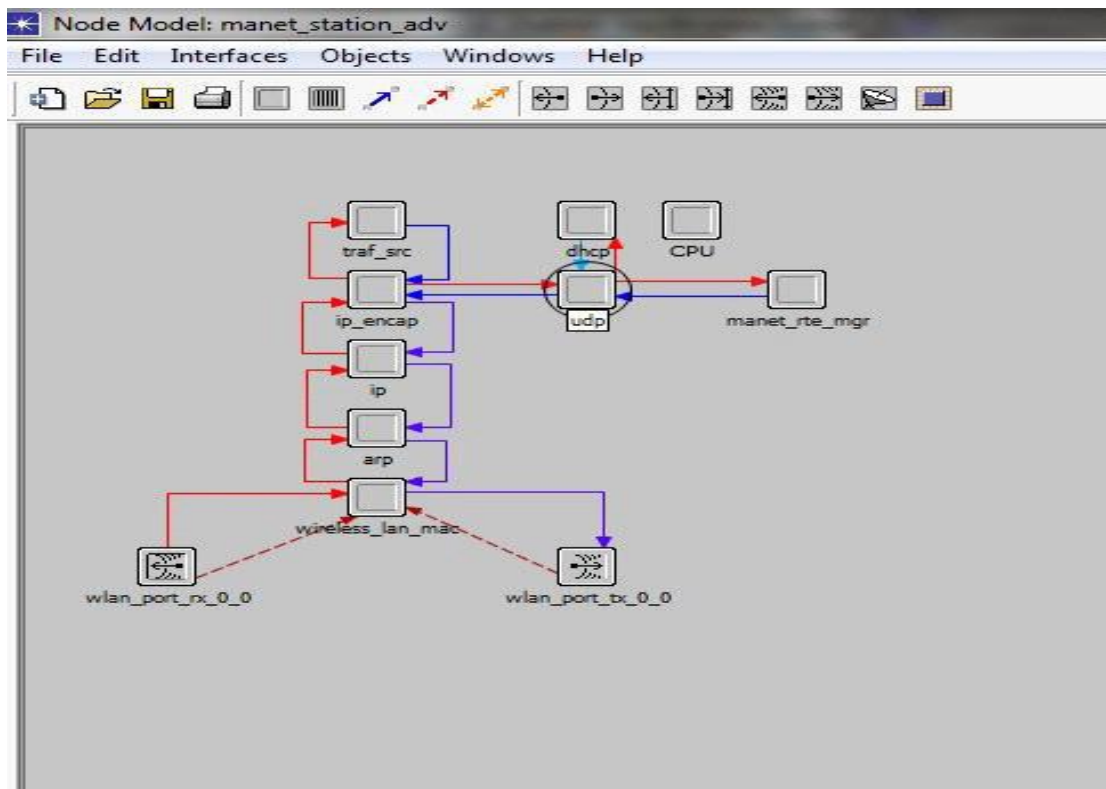 Node Model: manet_station_adv
File Edit Interfaces Objects Windows Help
traf_src
dhcp
CPU
ip_encap
udp
manet_rte_mgr
ip
arp
wireless_lan_mac
wlan_port_rx_0_0
wlan_port_tx_0_0